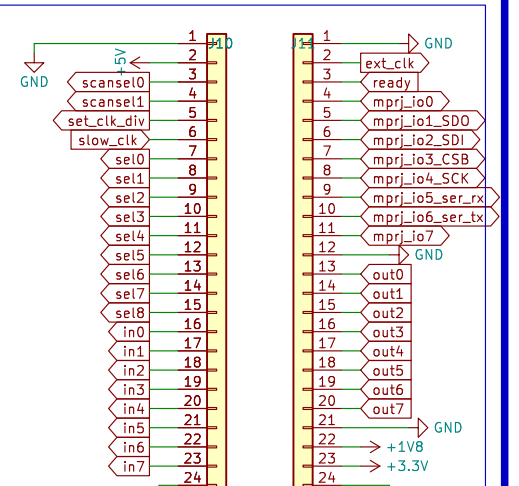 1 J10 J11 1 GND
GND +5V 2 2 ext_clk
scansel0 3 3 ready
scansel1 4 4 mprj_io0
set_clk_div 5 5 mprj_io1_SDO
slow_clk 6 6 mprj_io2_SDI
sel0 7 7 mprj_io3_CSB
sel1 8 8 mprj_io4_SCK
sel2 9 9 mprj_io5_ser_rx
sel3 10 10 mprj_io6_ser_tx
sel4 11 11 mprj_io7
sel5 12 12 GND
sel6 13 13 out0
sel7 14 14 out1
sel8 15 15 out2
in0 16 16 out3
in1 17 17 out4
in2 18 18 out5
in3 19 19 out6
in4 20 20 out7
in5 21 21 GND
in6 22 22 +1V8
in7 23 23 +3.3V
24 24